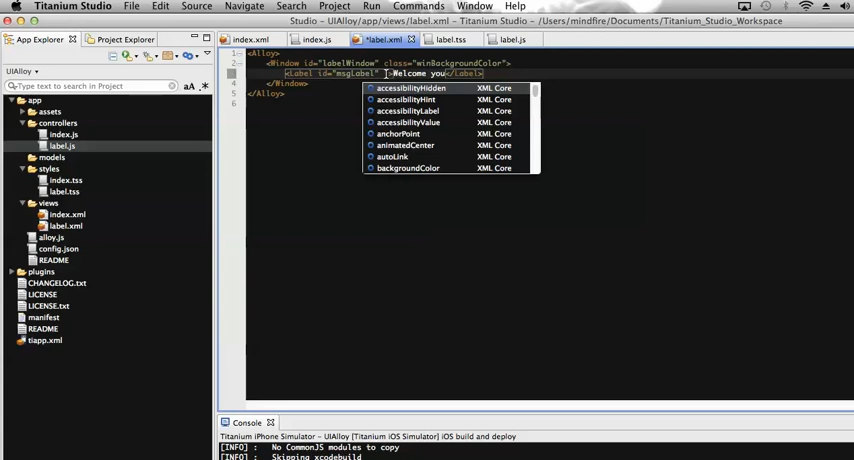 Titanium Studio File Edit Source Navigate Search Project Run Commands Window Help
Studio - UIAlloy/app/views/label.xml - Titanium Studio - /Users/mindfire/Documents/Titanium_Studio_Workspace
App Explorer Project Explorer
UIAlloy
Type to search aA .*
app
assets
controllers
index.js
label.js
models
styles
index.tss
label.tss
views
index.xml
label.xml
alloy.js
config.json
README
plugins
CHANGELOG.txt
LICENSE
LICENSE.txt
manifest
README
tiapp.xml
index.xml index.js *label.xml label.tss label.js
1 <Alloy>
2 <Window id="labelWindow" class="winBackgroundColor">
<Label id="msgLabel" >Welcome you</Label>
4 </Window>
5 </Alloy>
6
accessibilityHidden XML Core
accessibilityHint XML Core
accessibilityLabel XML Core
accessibilityValue XML Core
anchorPoint XML Core
animatedCenter XML Core
autoLink XML Core
backgroundColor XML Core
Console
Titanium iPhone Simulator - UIAlloy [Titanium iOS Simulator] iOS build and deploy
[INFO] : No CommonJS modules to copy
[INFO] : Skipping xcodebuild